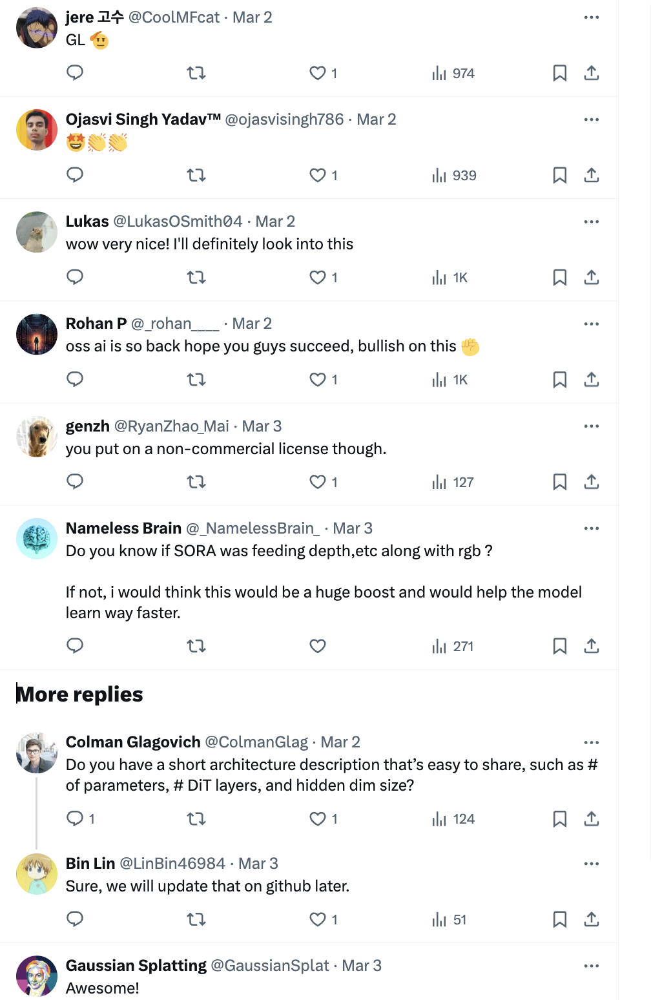 jere 고수 @CoolMFcat · Mar 2
GL 🫡
1 974
Ojasvi Singh Yadav™ @ojasvisingh786 · Mar 2
🤩👏👏
1 939
Lukas @LukasOSmith04 · Mar 2
wow very nice! I'll definitely look into this
1 1K
Rohan P @_rohan____ · Mar 2
oss ai is so back hope you guys succeed, bullish on this ✊
1 1K
genzh @RyanZhao_Mai · Mar 3
you put on a non-commercial license though.
1 127
Nameless Brain @_NamelessBrain_ · Mar 3
Do you know if SORA was feeding depth,etc along with rgb ?
If not, i would think this would be a huge boost and would help the model
learn way faster.
271
More replies
Colman Glagovich @ColmanGlag · Mar 2
Do you have a short architecture description that’s easy to share, such as #
of parameters, # DiT layers, and hidden dim size?
1 1 124
Bin Lin @LinBin46984 · Mar 3
Sure, we will update that on github later.
1 51
Gaussian Splatting @GaussianSplat · Mar 3
Awesome!